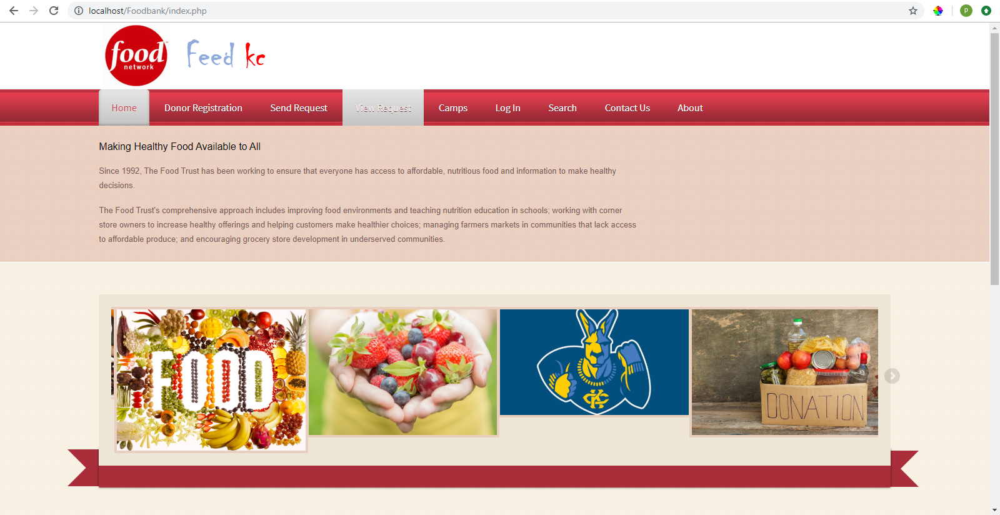 localhost/Foodbank/index.php
P
food
network
Feed kc
Home
Donor Registration
Send Request
View Request
Camps
Log In
Search
Contact Us
About
Making Healthy Food Available to All
Since 1992, The Food Trust has been working to ensure that everyone has access to affordable, nutritious food and information to make healthy
decisions.
The Food Trust's comprehensive approach includes improving food environments and teaching nutrition education in schools; working with corner
store owners to increase healthy offerings and helping customers make healthier choices; managing farmers markets in communities that lack access
to affordable produce; and encouraging grocery store development in underserved communities.
FOOD
KC
DONATION